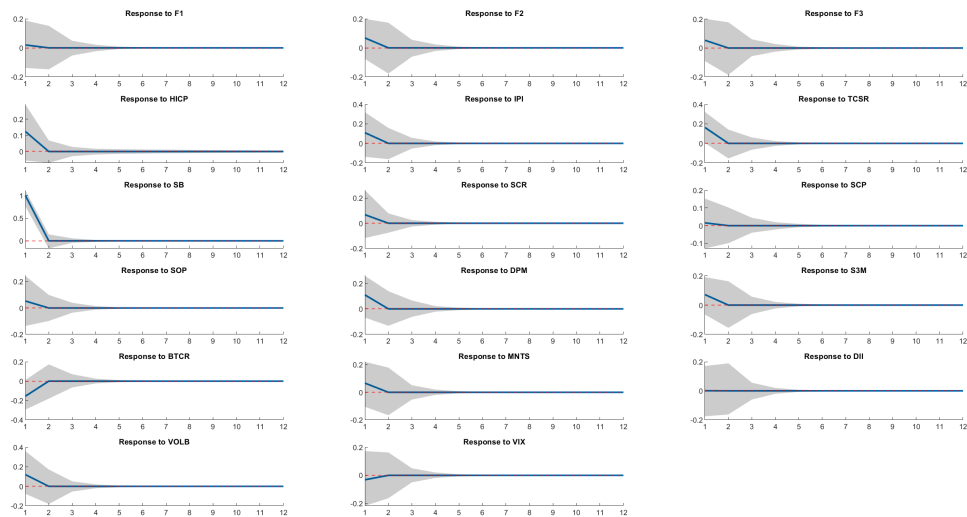 Response to F1
0.2
0
-0.2
1 2 3 4 5 6 7 8 9 10 11 12
Response to F2
0.2
0
-0.2
1 2 3 4 5 6 7 8 9 10 11 12
Response to F3
0.2
0
-0.2
1 2 3 4 5 6 7 8 9 10 11 12
Response to HICP
0.2
0.1
0
1 2 3 4 5 6 7 8 9 10 11 12
Response to IPI
0.4
0.2
0
-0.2
1 2 3 4 5 6 7 8 9 10 11 12
Response to TCSR
0.4
0.2
0
-0.2
1 2 3 4 5 6 7 8 9 10 11 12
Response to SB
1
0.5
0
1 2 3 4 5 6 7 8 9 10 11 12
Response to SCR
0.2
0
-0.2
1 2 3 4 5 6 7 8 9 10 11 12
Response to SCP
0.2
0.1
0
-0.1
1 2 3 4 5 6 7 8 9 10 11 12
Response to SOP
0.2
0
-0.2
1 2 3 4 5 6 7 8 9 10 11 12
Response to DPM
0.2
0
-0.2
1 2 3 4 5 6 7 8 9 10 11 12
Response to S3M
0.2
0
-0.2
1 2 3 4 5 6 7 8 9 10 11 12
Response to BTCR
0.2
0
-0.2
-0.4
1 2 3 4 5 6 7 8 9 10 11 12
Response to MNTS
0.2
0
-0.2
1 2 3 4 5 6 7 8 9 10 11 12
Response to DII
0.2
0
-0.2
1 2 3 4 5 6 7 8 9 10 11 12
Response to VOLB
0.4
0.2
0
-0.2
1 2 3 4 5 6 7 8 9 10 11 12
Response to VIX
0.2
0
-0.2
1 2 3 4 5 6 7 8 9 10 11 12